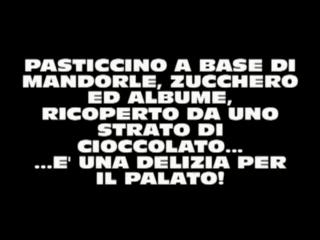 PASTICCINO A BASE DI
MANDORLE, ZUCCHERO
ED ALBUME,
RICOPERTO DA UNO
STRATO DI
CIOCCOLATO...
...E' UNA DELIZIA PER
IL PALATO!